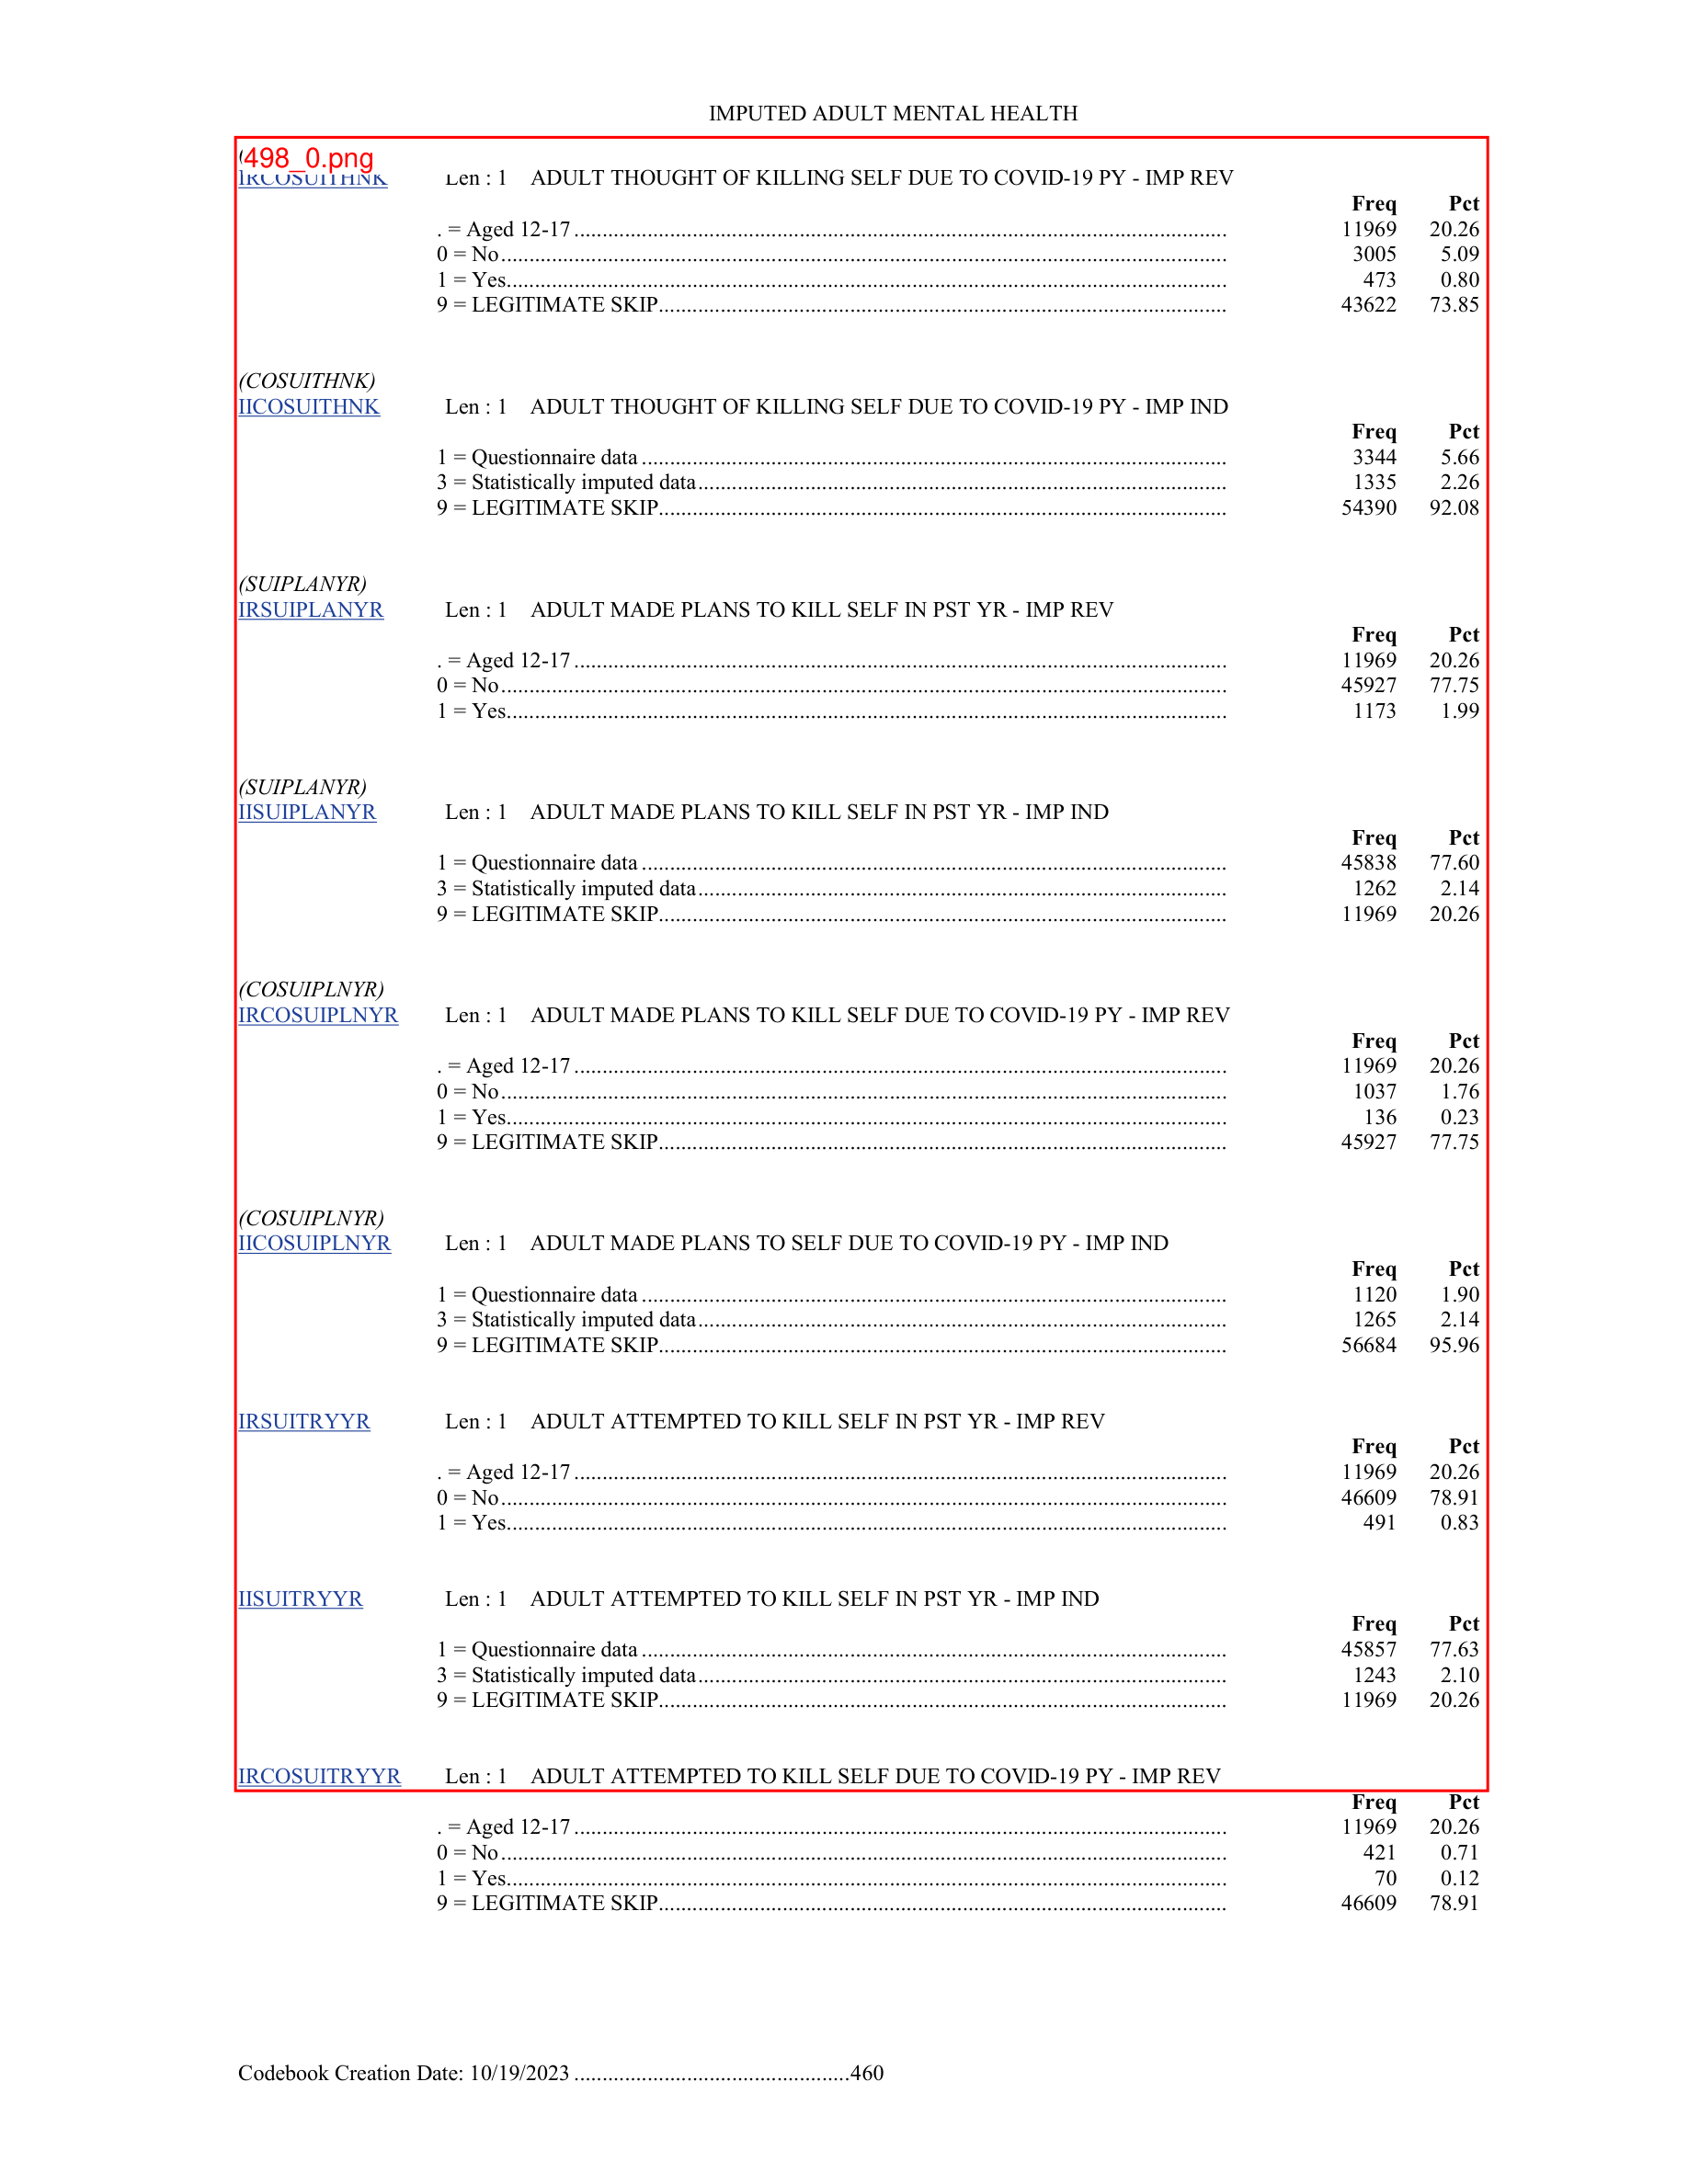 IMPUTED ADULT MENTAL HEALTH
498_0.png
IRCOSUITHNK Len : 1 ADULT THOUGHT OF KILLING SELF DUE TO COVID-19 PY - IMP REV
Freq Pct
. = Aged 12-17 11969 20.26
0 = No 3005 5.09
1 = Yes 473 0.80
9 = LEGITIMATE SKIP 43622 73.85
(COSUITHNK)
IICOSUITHNK Len : 1 ADULT THOUGHT OF KILLING SELF DUE TO COVID-19 PY - IMP IND
Freq Pct
1 = Questionnaire data 3344 5.66
3 = Statistically imputed data 1335 2.26
9 = LEGITIMATE SKIP 54390 92.08
(SUIPLANYR)
IRSUIPLANYR Len : 1 ADULT MADE PLANS TO KILL SELF IN PST YR - IMP REV
Freq Pct
. = Aged 12-17 11969 20.26
0 = No 45927 77.75
1 = Yes 1173 1.99
(SUIPLANYR)
IISUIPLANYR Len : 1 ADULT MADE PLANS TO KILL SELF IN PST YR - IMP IND
Freq Pct
1 = Questionnaire data 45838 77.60
3 = Statistically imputed data 1262 2.14
9 = LEGITIMATE SKIP 11969 20.26
(COSUIPLNYR)
IRCOSUIPLNYR Len : 1 ADULT MADE PLANS TO KILL SELF DUE TO COVID-19 PY - IMP REV
Freq Pct
. = Aged 12-17 11969 20.26
0 = No 1037 1.76
1 = Yes 136 0.23
9 = LEGITIMATE SKIP 45927 77.75
(COSUIPLNYR)
IICOSUIPLNYR Len : 1 ADULT MADE PLANS TO SELF DUE TO COVID-19 PY - IMP IND
Freq Pct
1 = Questionnaire data 1120 1.90
3 = Statistically imputed data 1265 2.14
9 = LEGITIMATE SKIP 56684 95.96
IRSUITRYYR Len : 1 ADULT ATTEMPTED TO KILL SELF IN PST YR - IMP REV
Freq Pct
. = Aged 12-17 11969 20.26
0 = No 46609 78.91
1 = Yes 491 0.83
IISUITRYYR Len : 1 ADULT ATTEMPTED TO KILL SELF IN PST YR - IMP IND
Freq Pct
1 = Questionnaire data 45857 77.63
3 = Statistically imputed data 1243 2.10
9 = LEGITIMATE SKIP 11969 20.26
IRCOSUITRYYR Len : 1 ADULT ATTEMPTED TO KILL SELF DUE TO COVID-19 PY - IMP REV
Freq Pct
. = Aged 12-17 11969 20.26
0 = No 421 0.71
1 = Yes 70 0.12
9 = LEGITIMATE SKIP 46609 78.91
Codebook Creation Date: 10/19/2023 460